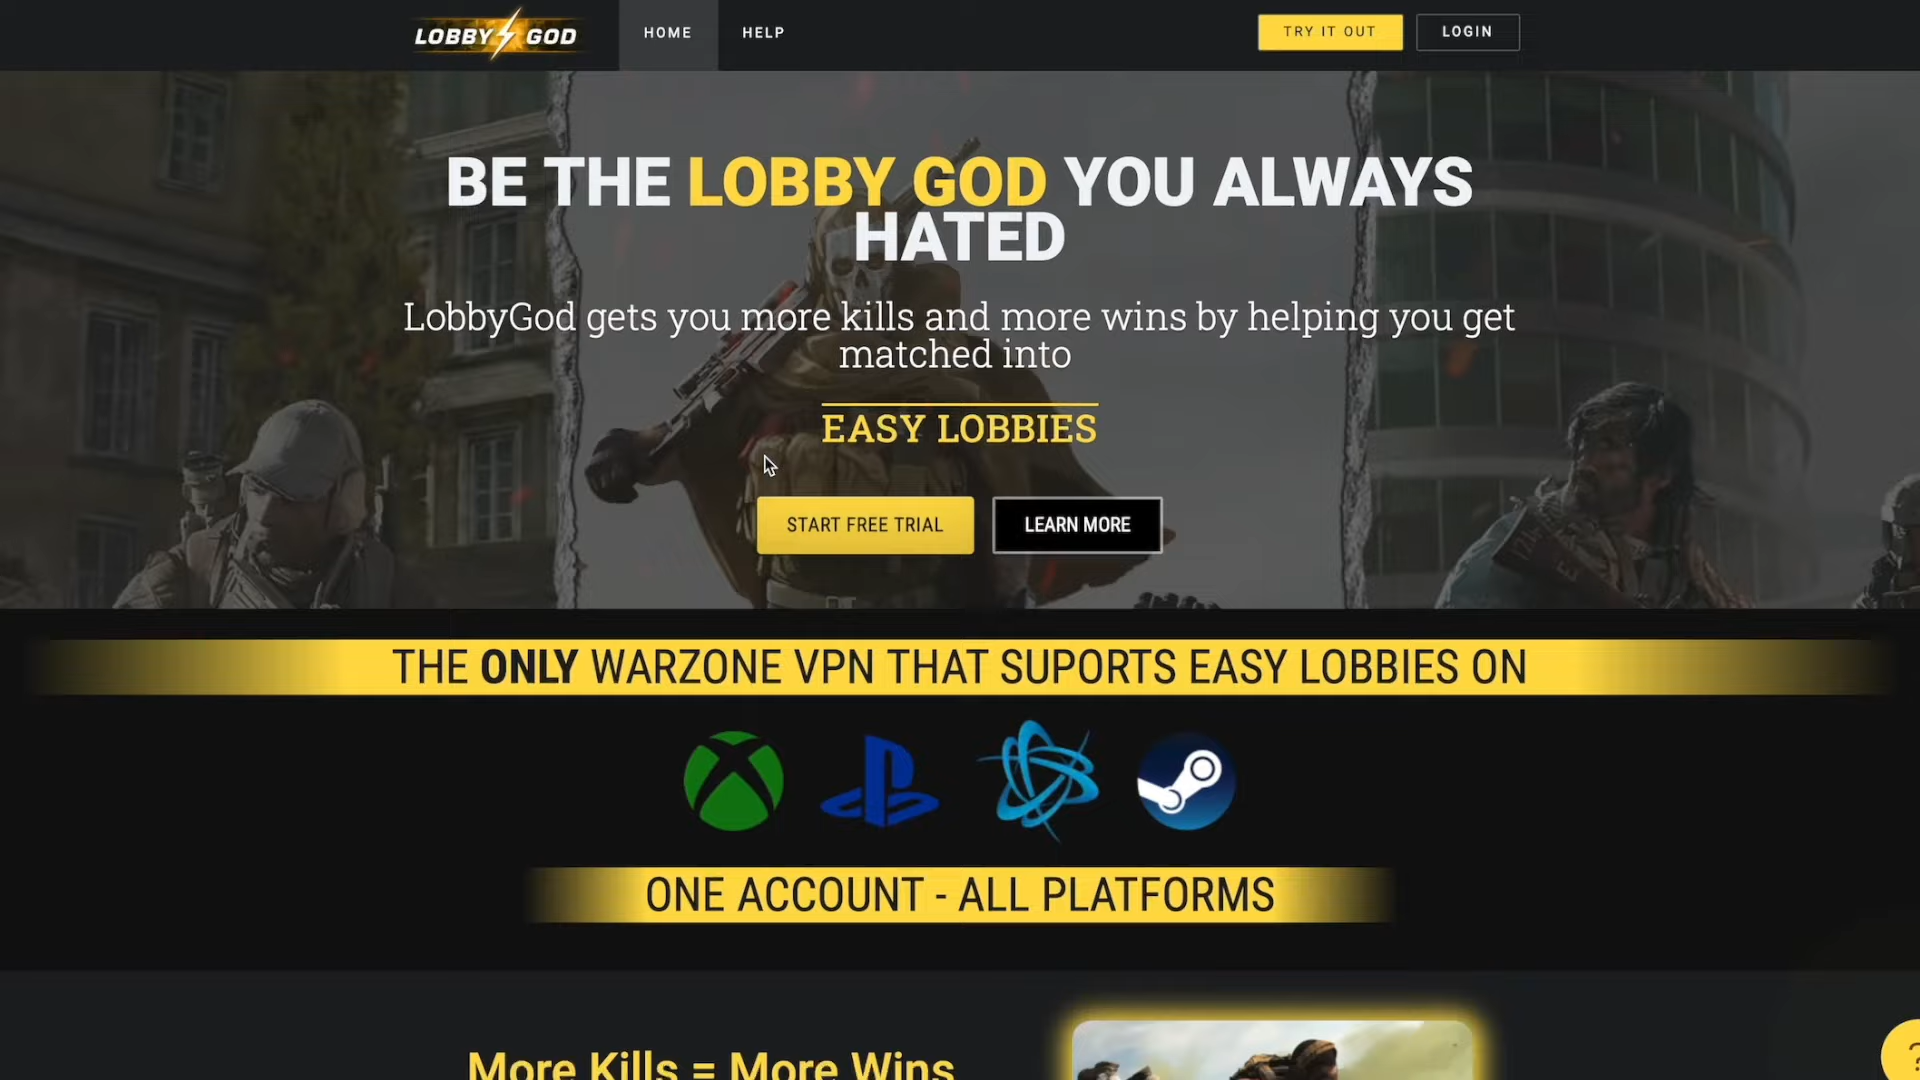 LOBBY GOD
HOME
HELP
TRY IT OUT
LOGIN
BE THE LOBBY GOD YOU ALWAYS
HATED
LobbyGod gets you more kills and more wins by helping you get
matched into
EASY LOBBIES
START FREE TRIAL
LEARN MORE
THE ONLY WARZONE VPN THAT SUPORTS EASY LOBBIES ON
ONE ACCOUNT - ALL PLATFORMS
More Kills = More Wins
?